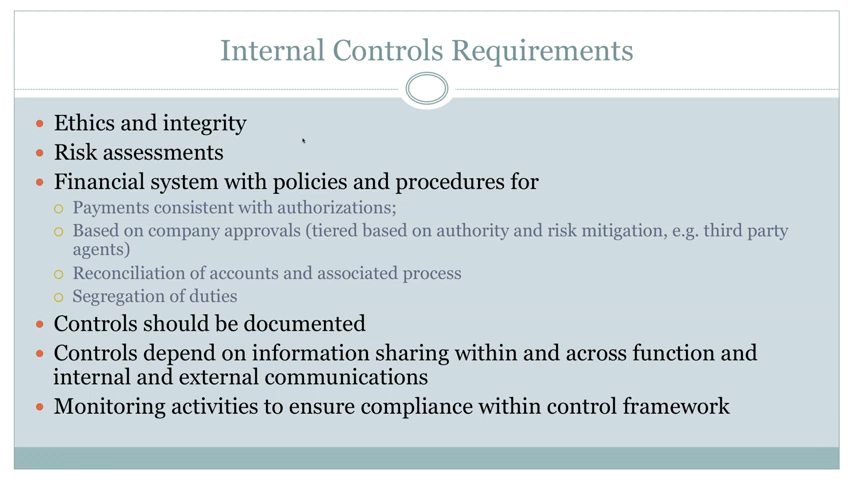 Internal Controls Requirements
Ethics and integrity
Risk assessments
Financial system with policies and procedures for
Payments consistent with authorizations;
Based on company approvals (tiered based on authority and risk mitigation, e.g. third party
agents)
Reconciliation of accounts and associated process
Segregation of duties
Controls should be documented
Controls depend on information sharing within and across function and
internal and external communications
Monitoring activities to ensure compliance within control framework